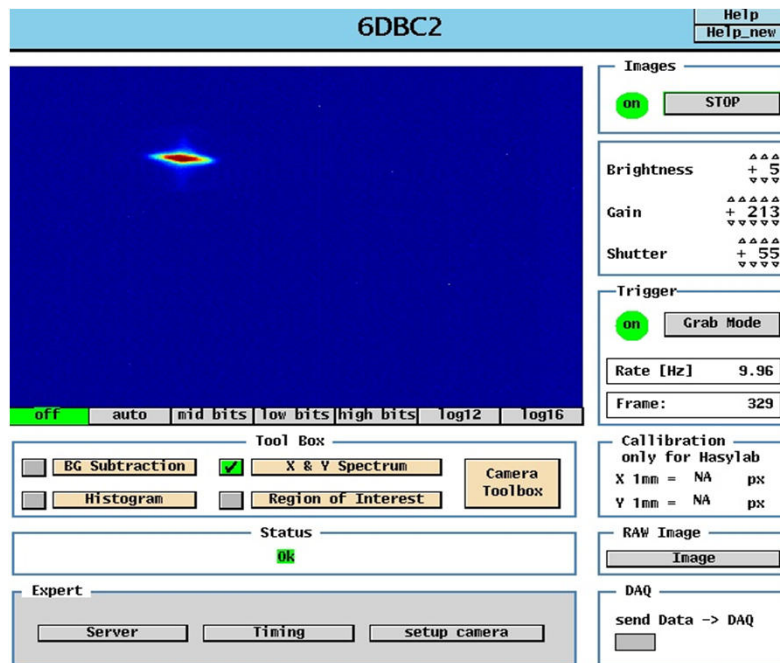 6DBC2
Help
Help_new
Images
on STOP
Brightness + 5
Gain + 213
Shutter + 55
Trigger
on Grab Mode
Rate [Hz] 9.96
Frame: 329
off auto mid bits low bits high bits log12 log16
Tool Box
BG Subtraction X & Y Spectrum
Histogram Region of Interest
Camera
Toolbox
Callibration
only for Hasylab
X 1mm = NA px
Y 1mm = NA px
Status
Ok
RAW Image
Image
Expert
Server Timing setup camera
DAQ
send Data -> DAQ